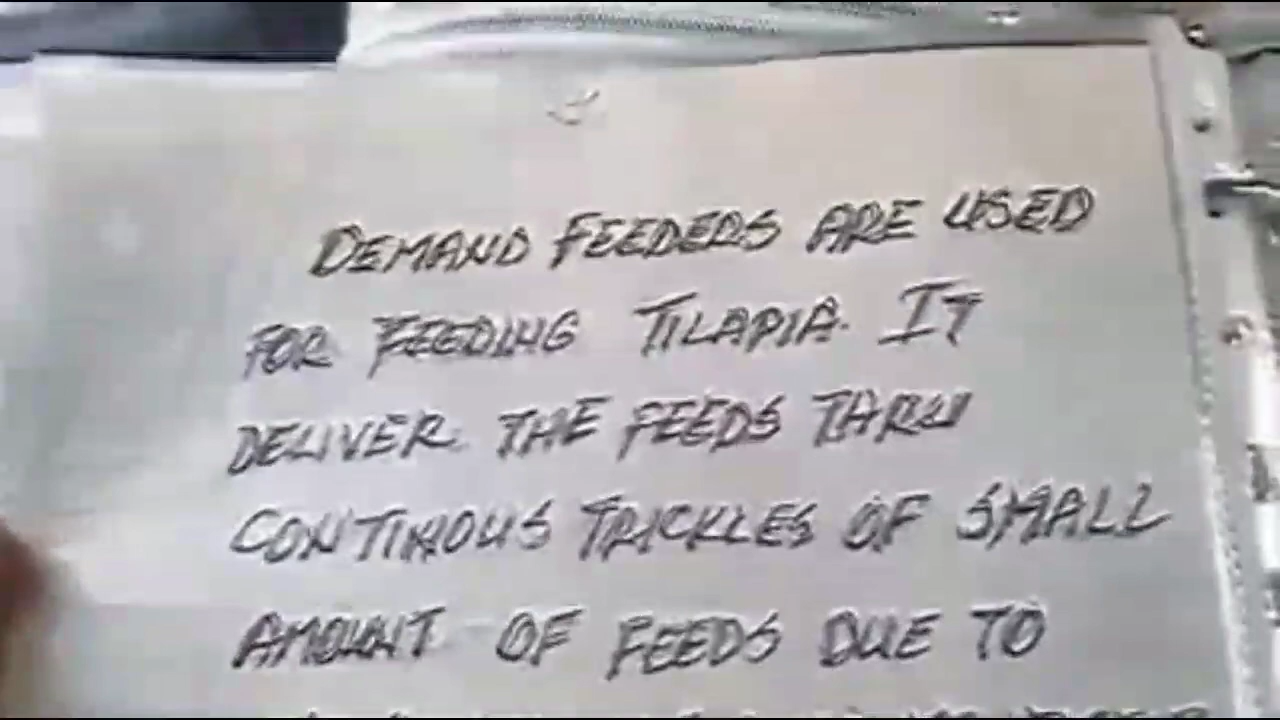 DEMAND FEEDERS ARE USED
FOR FEEDING TILAPIA. IT
DELIVER THE FEEDS THRU
CONTINOUS TRICKLES OF SMALL
AMOUNT OF FEEDS DUE TO